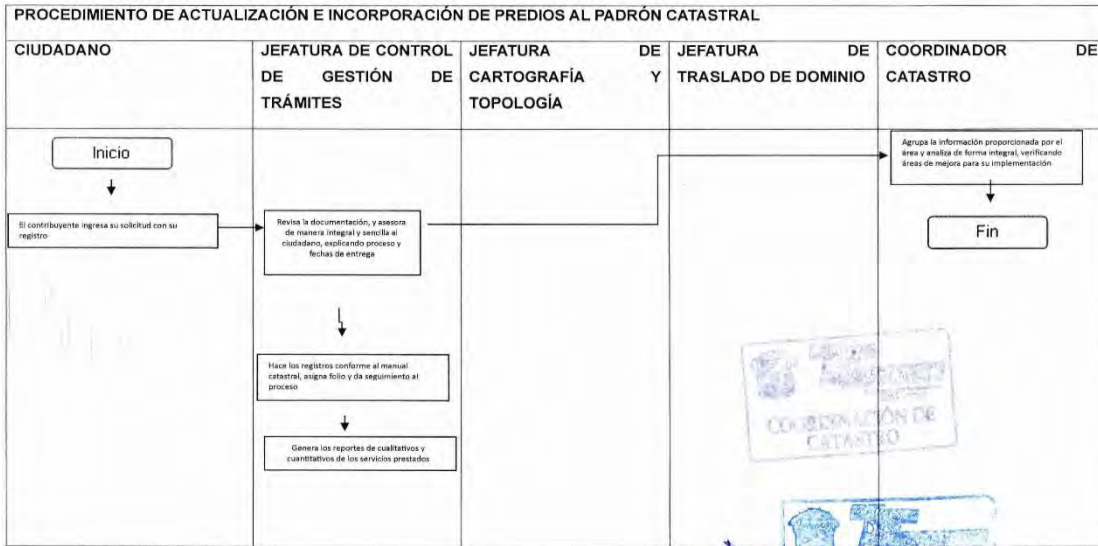 PROCEDIMIENTO DE ACTUALIZACIÓN E INCORPORACIÓN DE PREDIOS AL PADRÓN CATASTRAL
CIUDADANO
JEFATURA DE CONTROL
DE GESTIÓN DE
TRÁMITES
JEFATURA DE
CARTOGRAFÍA Y
TOPOLOGÍA
JEFATURA DE
TRASLADO DE DOMINIO
COORDINADOR DE
CATASTRO
Inicio
El contribuyente ingresa su solicitud con su
registro
Revisa la documentación, y asesora
de manera integral y sencilla al
ciudadano, explicando proceso y
fechas de entrega
Hace los registros conforme al manual
catastral, asigna folio y da seguimiento al
proceso
Genera los reportes de cualitativos y
cuantitativos de los servicios prestados
Agrupa la información proporcionada por el
área y analiza de forma integral, verificando
áreas de mejora para su implementación
Fin
COORDINACIÓN DE
CATASTRO